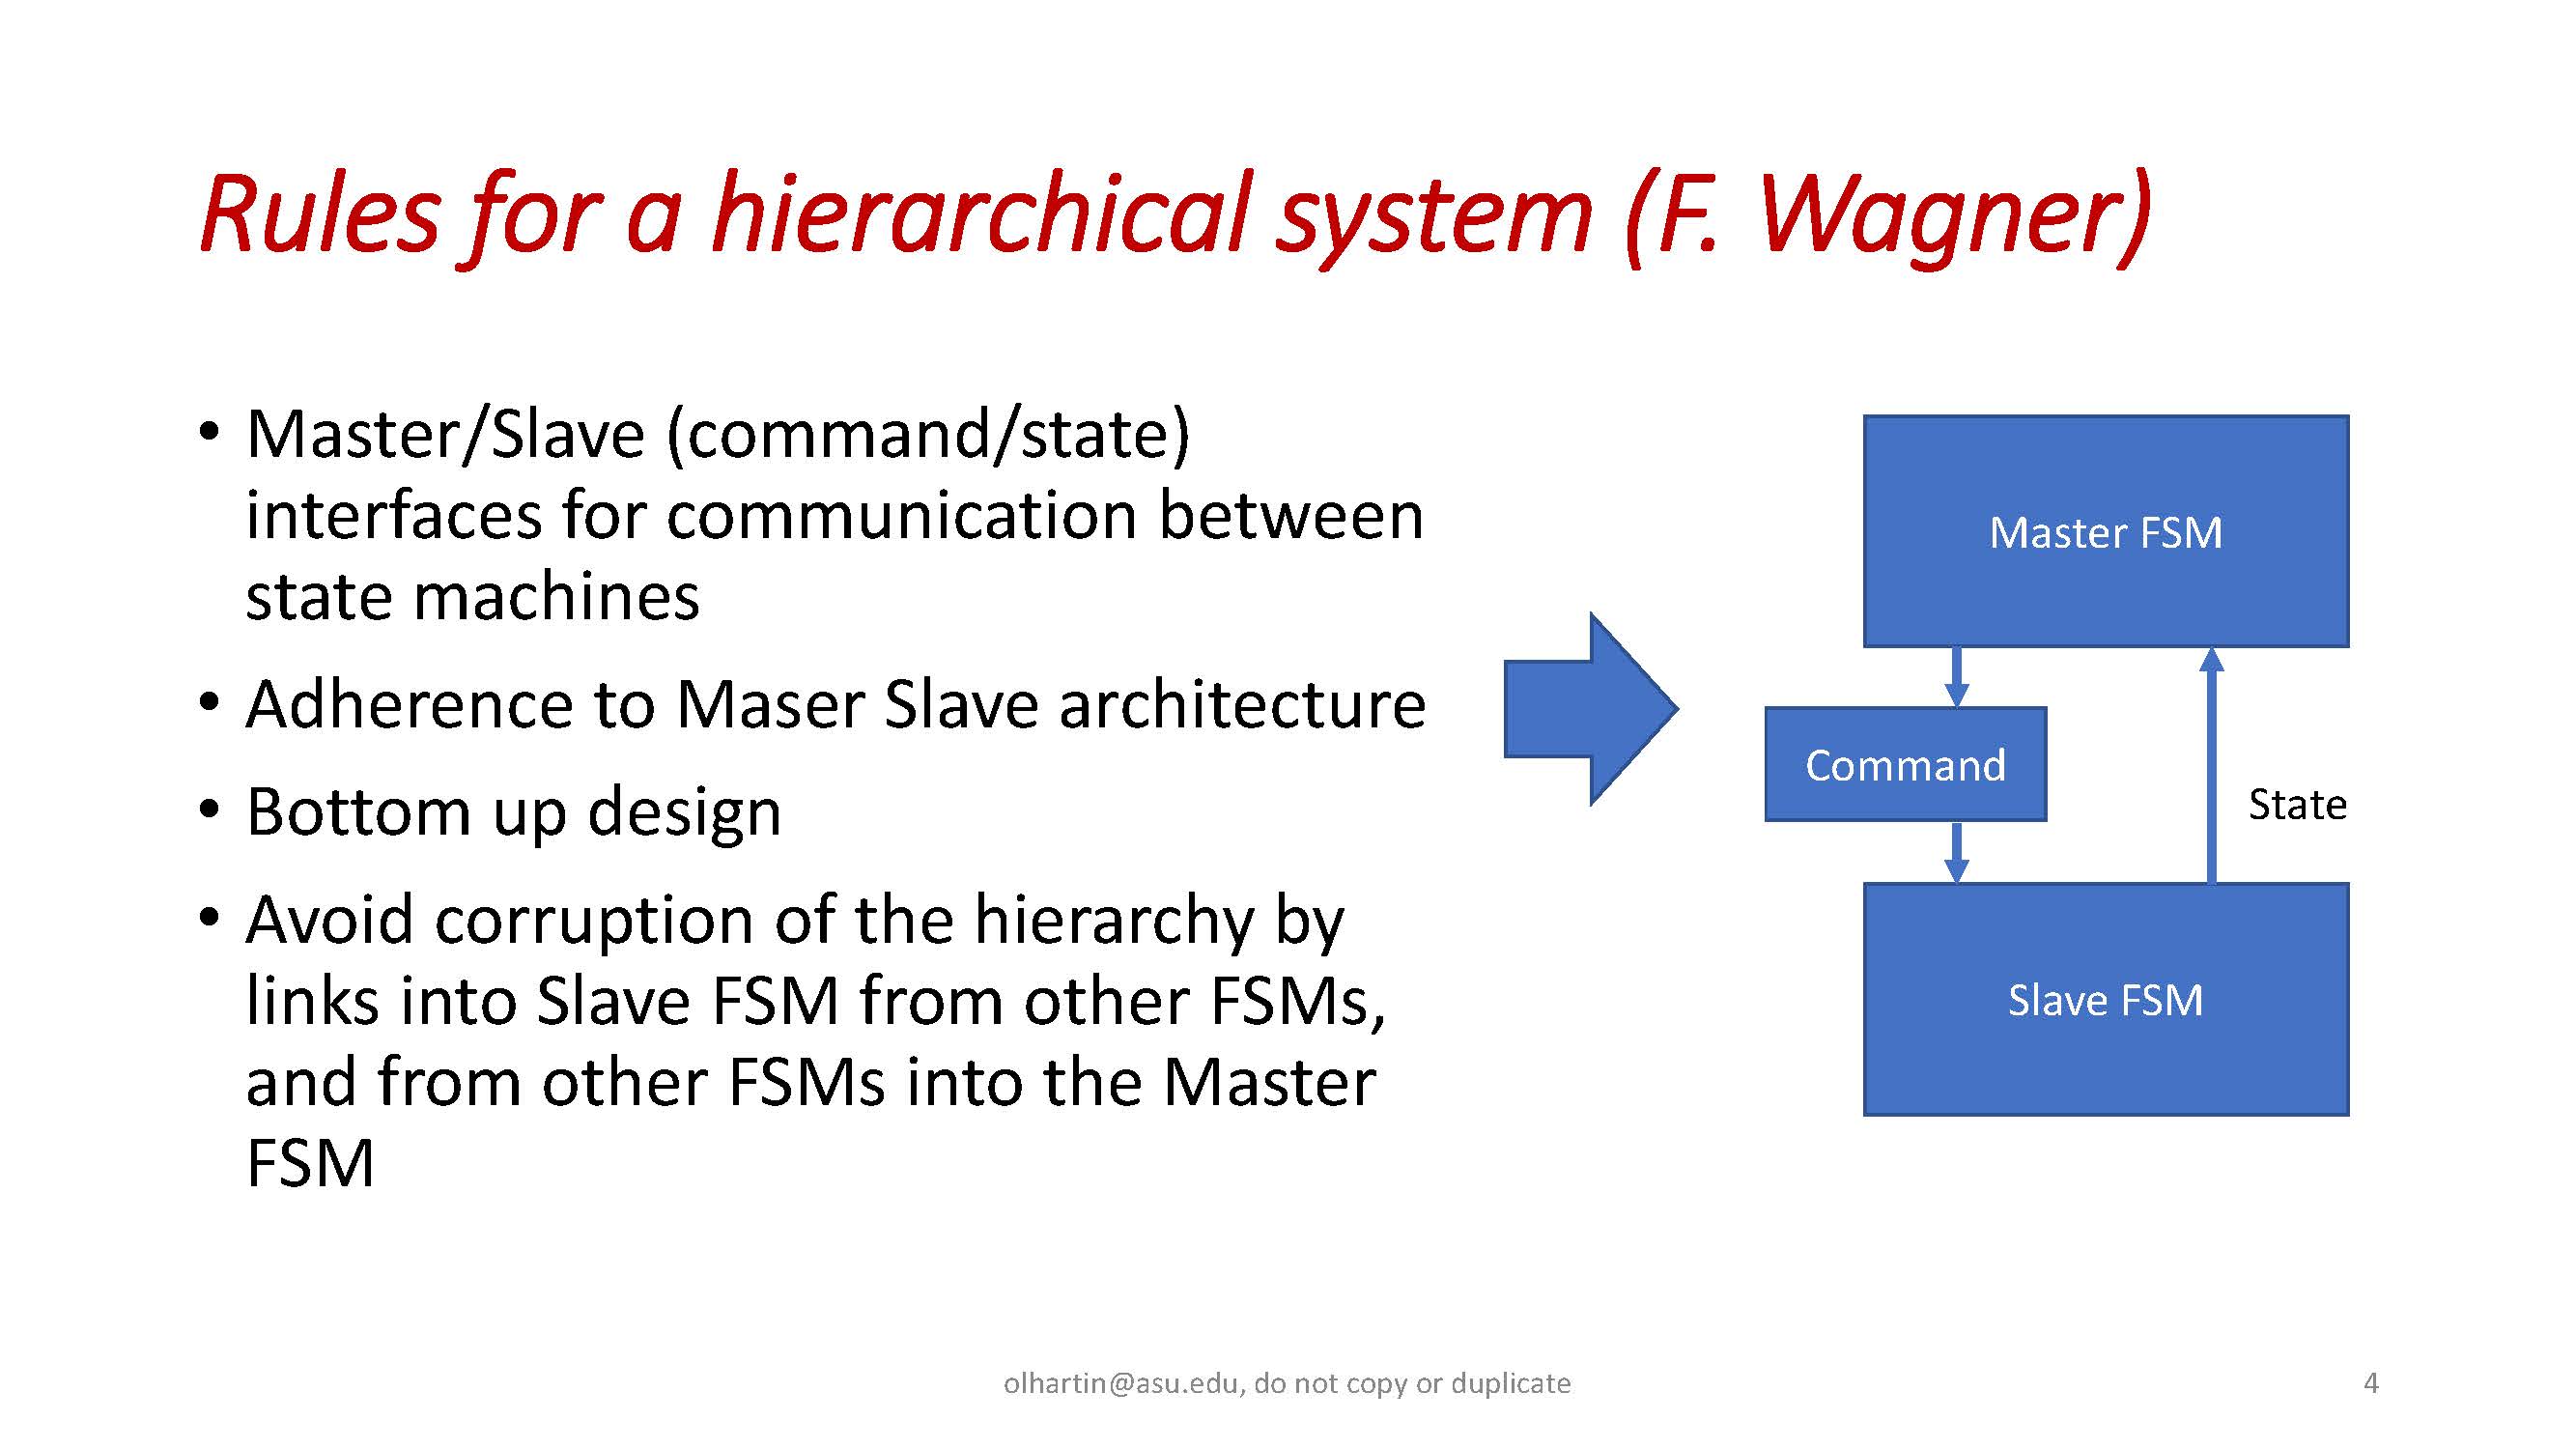 Rules for a hierarchical system (F. Wagner)
• Master/Slave (command/state)
interfaces for communication between
state machines
• Adherence to Maser Slave architecture
• Bottom up design
• Avoid corruption of the hierarchy by
links into Slave FSM from other FSMs,
and from other FSMs into the Master
FSM
Master FSM
Command
State
Slave FSM
olhartin@asu.edu, do not copy or duplicate
4